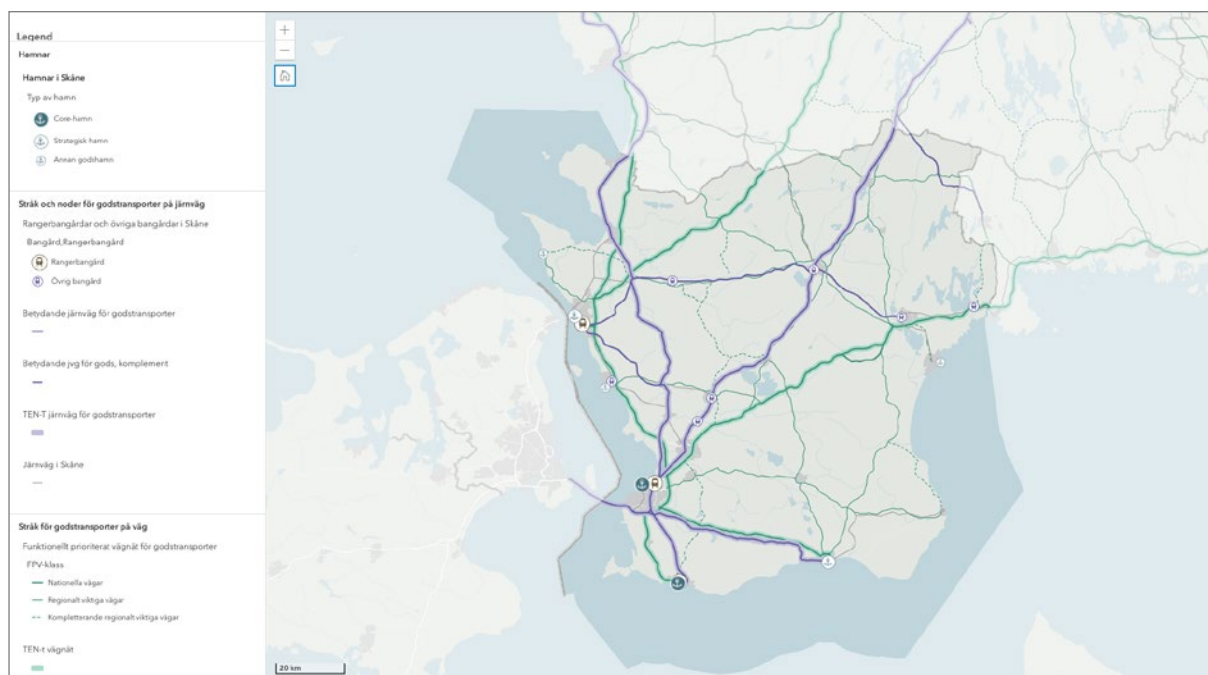 Legend
Hamnar
Hamnar i Skåne
Typ av hamn
Core-hamn
Strategisk hamn
Annan godshamn
Stråk och noder för godstransporter på järnväg
Rangerbangårdar och övriga bangårdar i Skåne
Bangård,Rangerbangård
Rangerbangård
Övrig bangård
Betydande järnväg för godstransporter
Betydande jvg för gods, komplement
TEN-T järnväg för godstransporter
Järnväg i Skåne
Stråk för godstransporter på väg
Funktionellt prioriterat vägnät för godstransporter
FPV-klass
Nationella vägar
Regionalt viktiga vägar
Kompletterande regionalt viktiga vägar
TEN-t vägnät
+
−
20 km